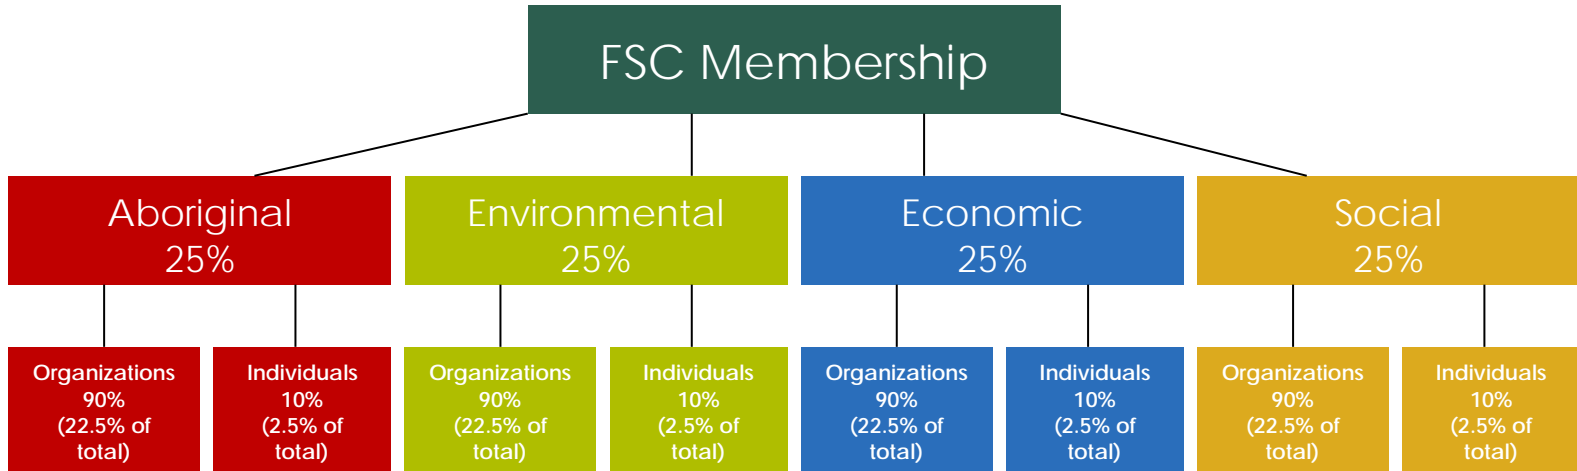 FSC Membership
Aboriginal
25%
Environmental
25%
Economic
25%
Social
25%
Organizations
90%
(22.5% of
total)
Individuals
10%
(2.5% of
total)
Organizations
90%
(22.5% of
total)
Individuals
10%
(2.5% of
total)
Organizations
90%
(22.5% of
total)
Individuals
10%
(2.5% of
total)
Organizations
90%
(22.5% of
total)
Individuals
10%
(2.5% of
total)